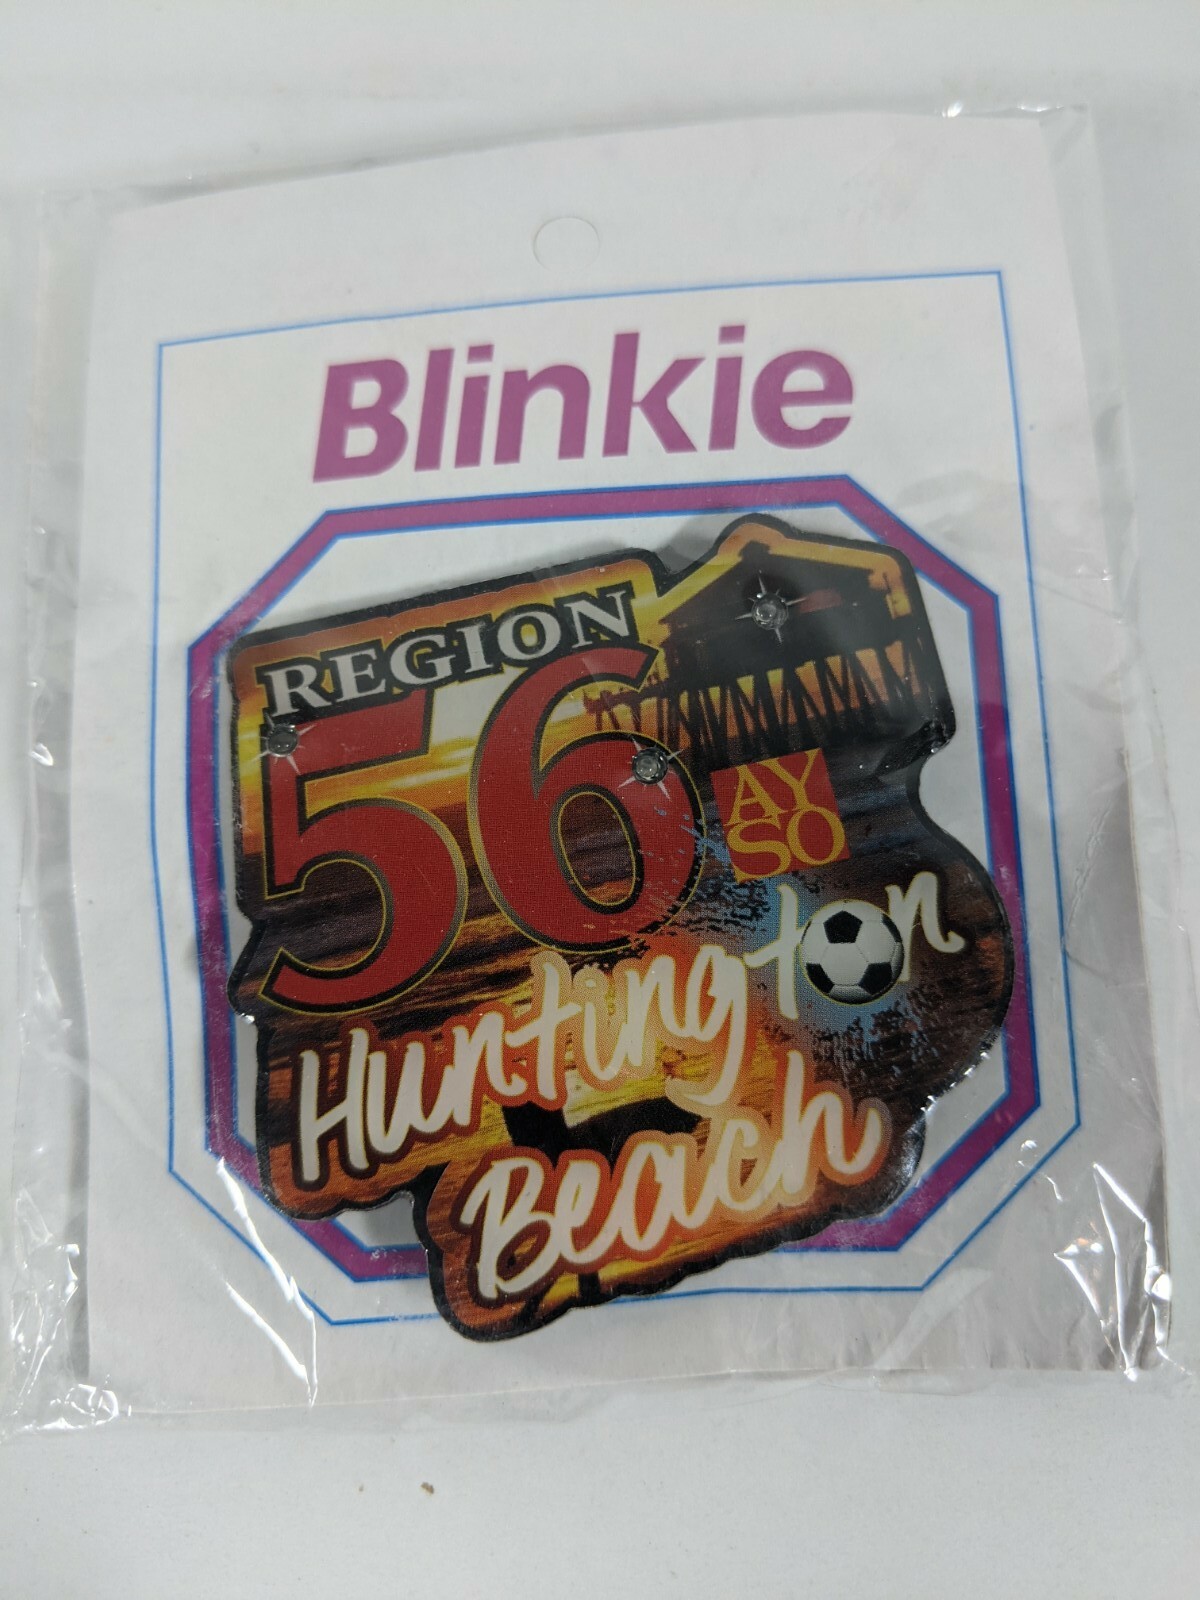 Blinkie
REGION
56
AY
SO
Huntington
Beach